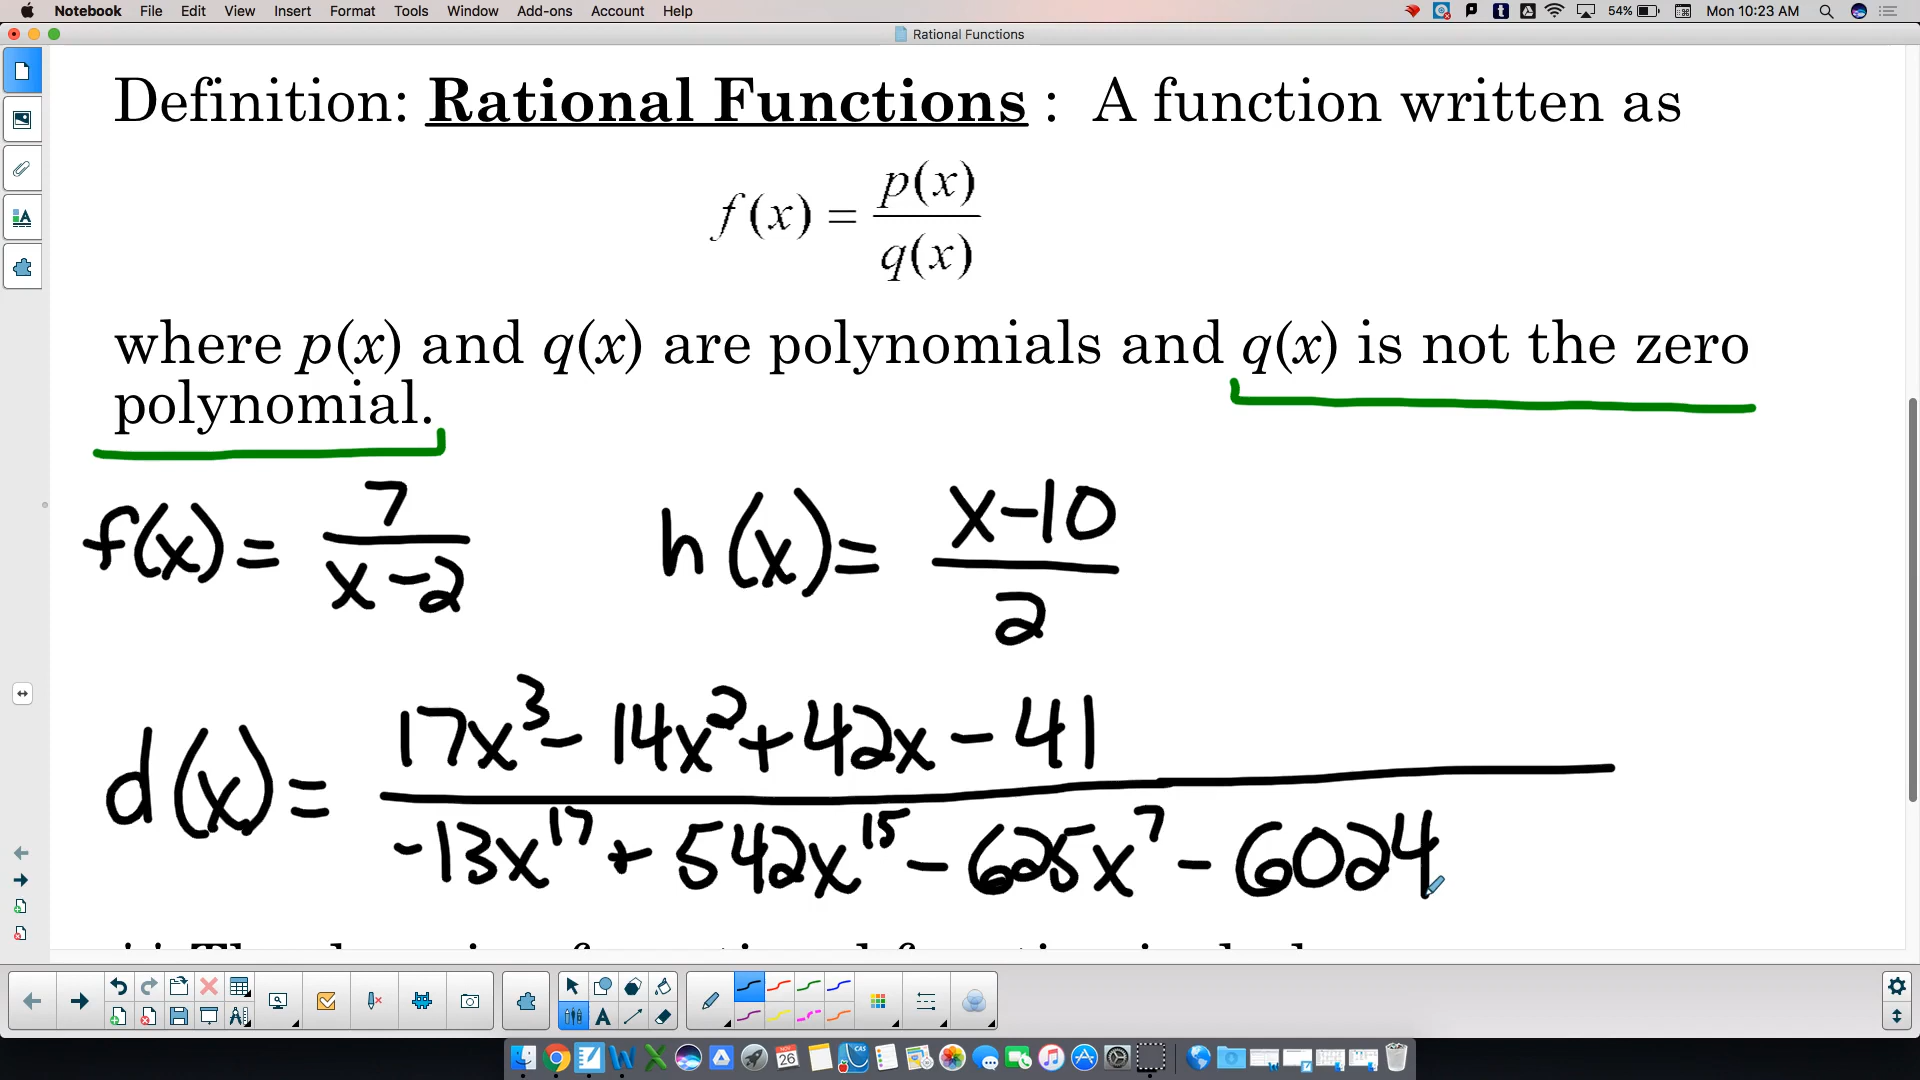 Notebook File Edit View Insert Format Tools Window Add-ons Account Help 54% Mon 10:23 AM
Rational Functions
Definition: Rational Functions : A function written as
f(x) = p(x)/q(x)
where p(x) and q(x) are polynomials and q(x) is not the zero
polynomial.
f(x) = 7/(x-2) h(x) = (x-10)/2
d(x) = (17x³ - 14x² + 42x - 41)/(-13x¹⁷ + 542x¹⁵ - 625x⁷ - 6024)
NOV
26